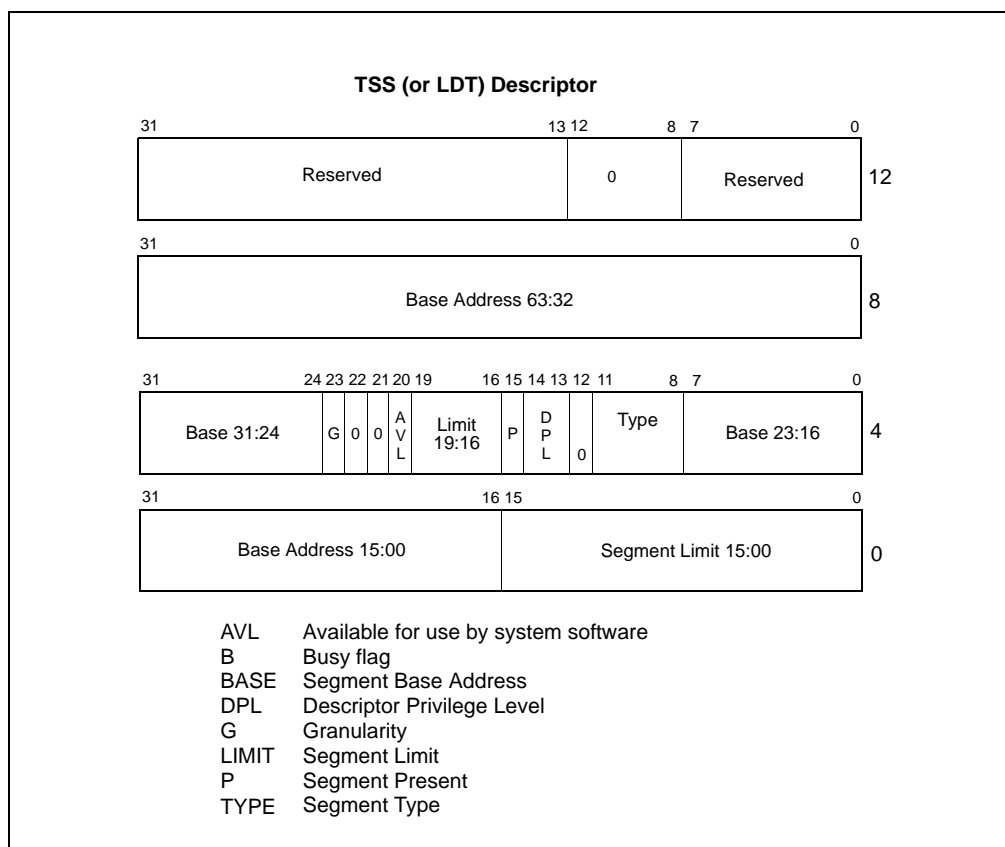 TSS (or LDT) Descriptor
31 13 12 8 7 0
Reserved 0 Reserved 12
31 0
Base Address 63:32 8
31 24 23 22 21 20 19 16 15 14 13 12 11 8 7 0
Base 31:24 G 0 0 AVL Limit 19:16 P DPL 0 Type Base 23:16 4
31 16 15 0
Base Address 15:00 Segment Limit 15:00 0
AVL Available for use by system software
B Busy flag
BASE Segment Base Address
DPL Descriptor Privilege Level
G Granularity
LIMIT Segment Limit
P Segment Present
TYPE Segment Type